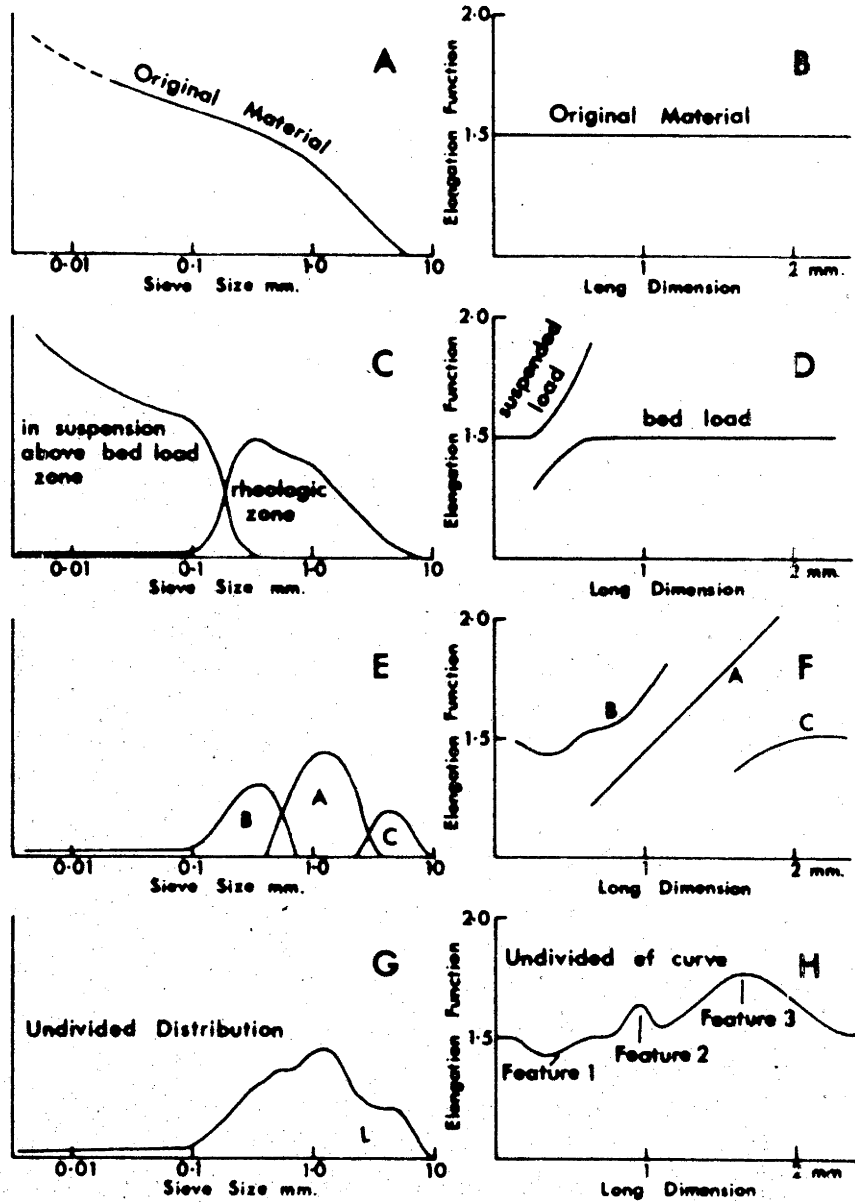 A
Original Material
0·01 0·1 1·0 10
Sieve Size mm.
B
2·0
1·5
Elongation Function
Original Material
1 2 mm.
Long Dimension
C
in suspension
above bed load
zone
rheologic
zone
0·01 0·1 1·0 10
Sieve Size mm.
D
2·0
1·5
Elongation Function
suspended
load
bed load
1 2 mm.
Long Dimension
E
B A C
0·01 0·1 1·0 10
Sieve Size mm.
F
2·0
1·5
Elongation Function
B A C
1 2 mm.
Long Dimension
G
Undivided Distribution
L
0·01 0·1 1·0 10
Sieve Size mm.
H
2·0
1·5
Elongation Function
Undivided ef curve
Feature 1
Feature 2
Feature 3
1 2 mm
Long Dimension